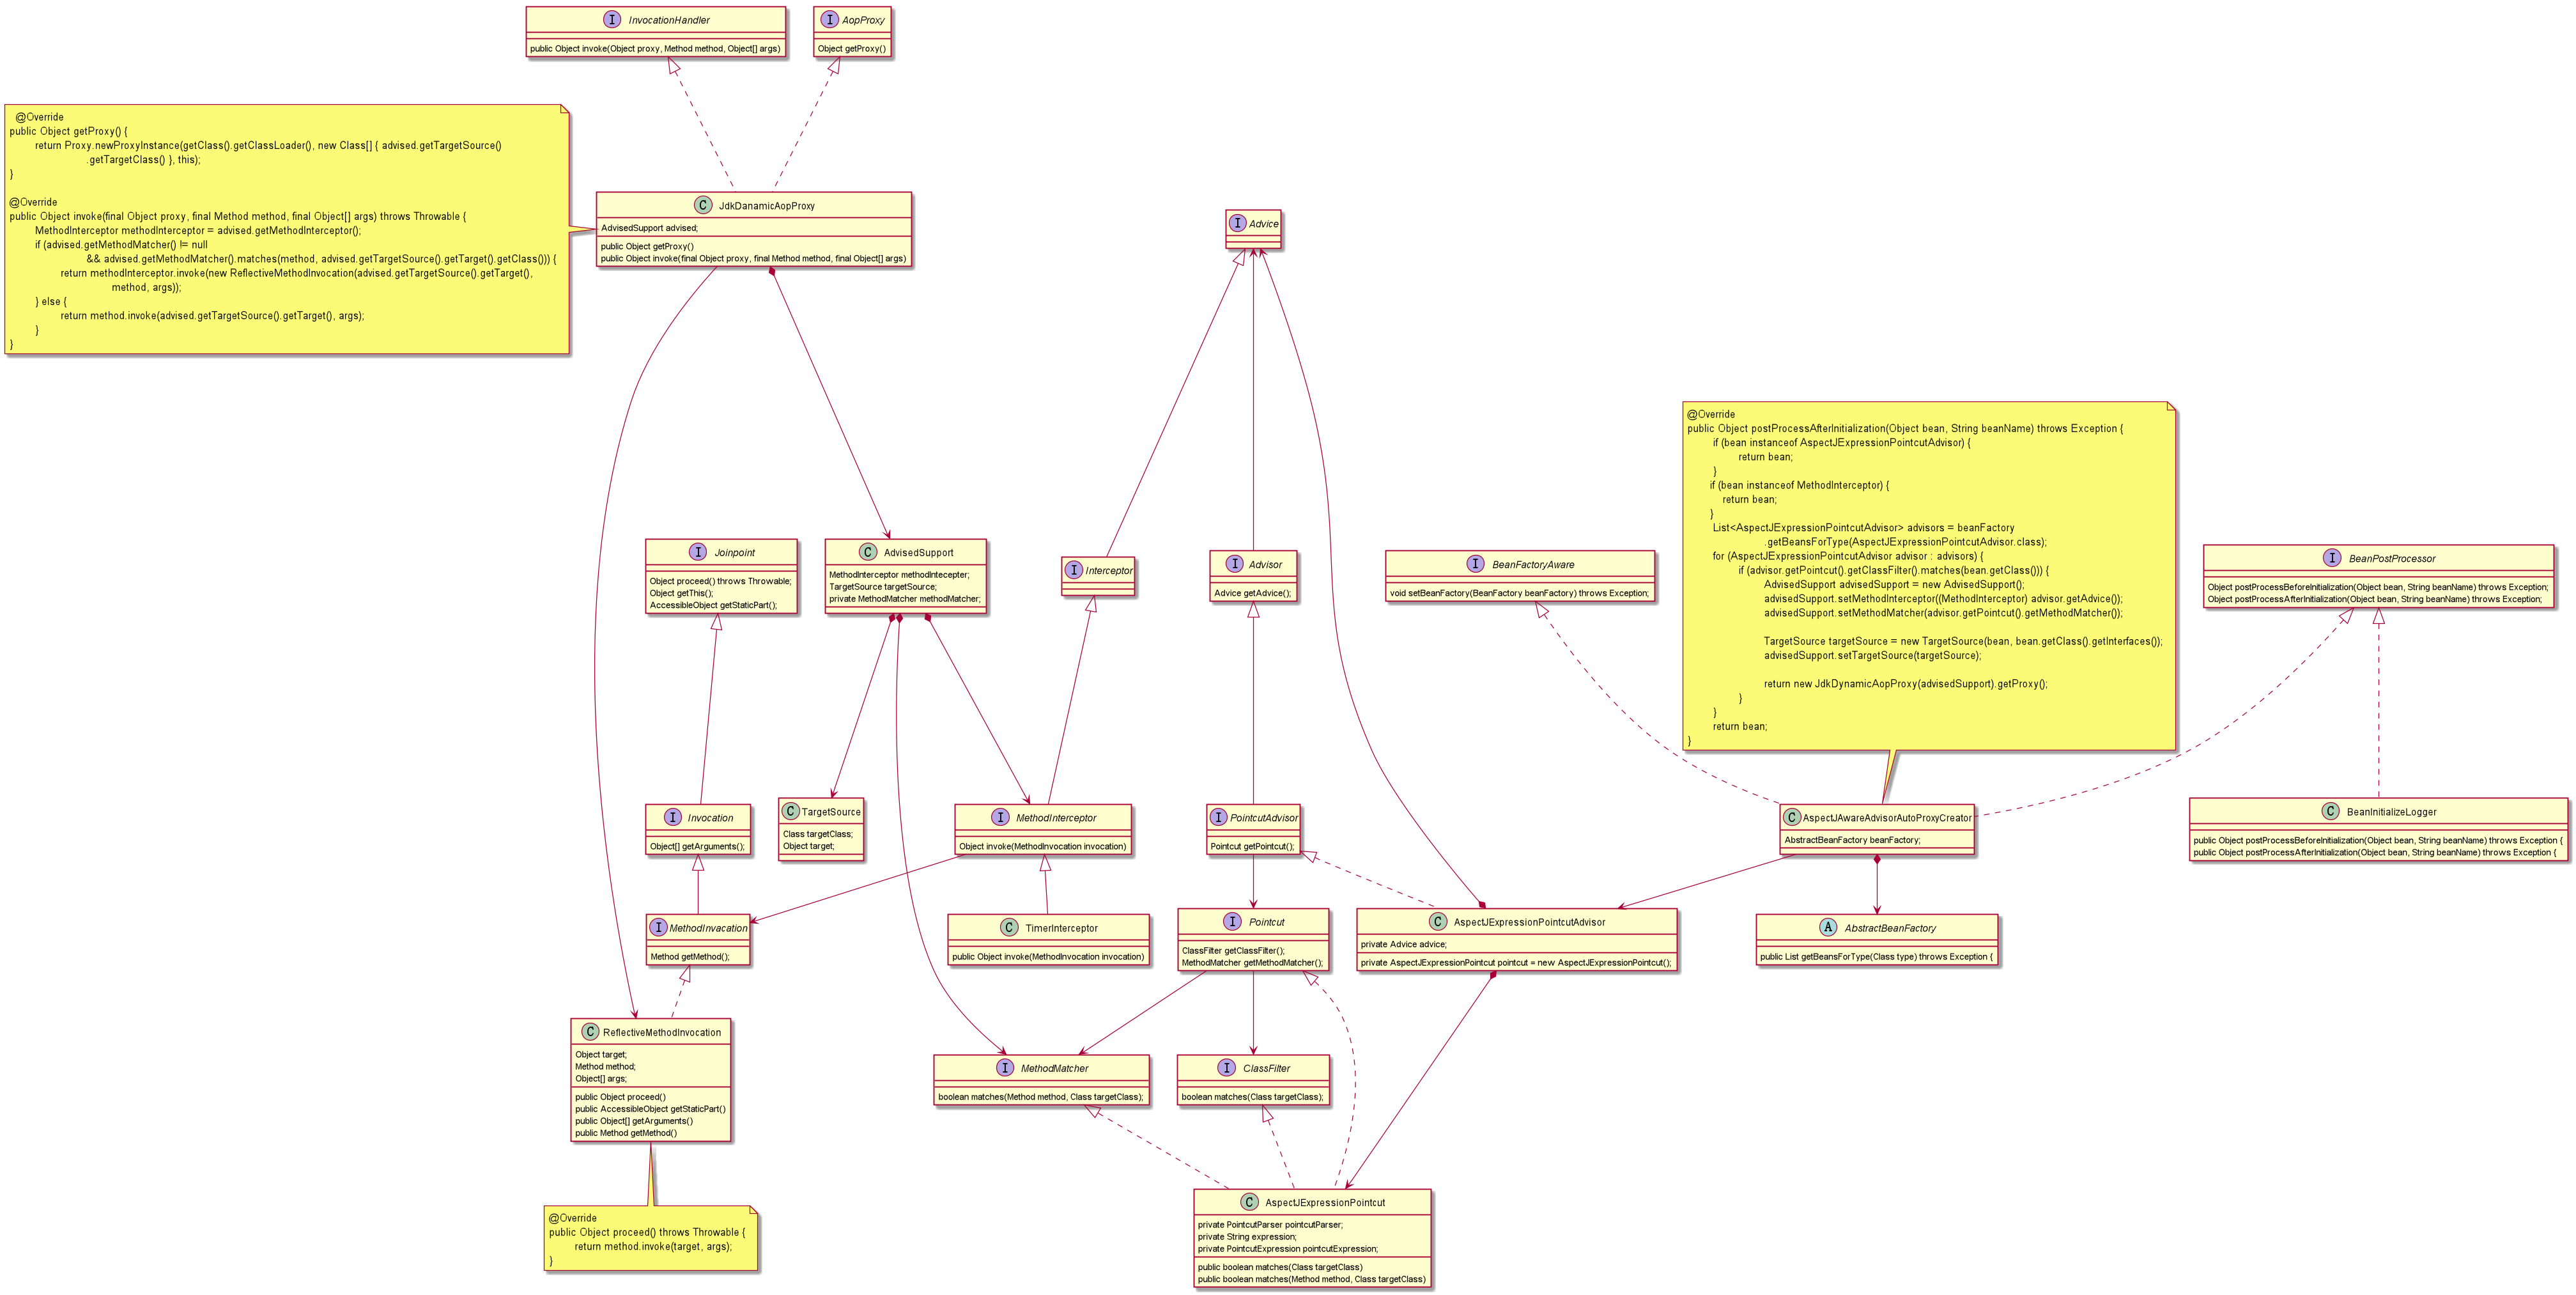 I InvocationHandler
public Object invoke(Object proxy, Method method, Object[] args)
I AopProxy
Object getProxy()
@Override
public Object getProxy() {
return Proxy.newProxyInstance(getClass().getClassLoader(), new Class[] { advised.getTargetSource()
.getTargetClass() }, this);
}
@Override
public Object invoke(final Object proxy, final Method method, final Object[] args) throws Throwable {
MethodInterceptor methodInterceptor = advised.getMethodInterceptor();
if (advised.getMethodMatcher() != null
&& advised.getMethodMatcher().matches(method, advised.getTargetSource().getTarget().getClass())) {
return methodInterceptor.invoke(new ReflectiveMethodInvocation(advised.getTargetSource().getTarget(),
method, args));
} else {
return method.invoke(advised.getTargetSource().getTarget(), args);
}
}
C JdkDanamicAopProxy
AdvisedSupport advised;
public Object getProxy()
public Object invoke(final Object proxy, final Method method, final Object[] args)
I Advice
@Override
public Object postProcessAfterInitialization(Object bean, String beanName) throws Exception {
if (bean instanceof AspectJExpressionPointcutAdvisor) {
return bean;
}
if (bean instanceof MethodInterceptor) {
return bean;
}
List<AspectJExpressionPointcutAdvisor> advisors = beanFactory
.getBeansForType(AspectJExpressionPointcutAdvisor.class);
for (AspectJExpressionPointcutAdvisor advisor : advisors) {
if (advisor.getPointcut().getClassFilter().matches(bean.getClass())) {
AdvisedSupport advisedSupport = new AdvisedSupport();
advisedSupport.setMethodInterceptor((MethodInterceptor) advisor.getAdvice());
advisedSupport.setMethodMatcher(advisor.getPointcut().getMethodMatcher());
TargetSource targetSource = new TargetSource(bean, bean.getClass().getInterfaces());
advisedSupport.setTargetSource(targetSource);
return new JdkDynamicAopProxy(advisedSupport).getProxy();
}
}
return bean;
}
I Joinpoint
Object proceed() throws Throwable;
Object getThis();
AccessibleObject getStaticPart();
C AdvisedSupport
MethodInterceptor methodIntecepter;
TargetSource targetSource;
private MethodMatcher methodMatcher;
I Interceptor
I Advisor
Advice getAdvice();
I BeanFactoryAware
void setBeanFactory(BeanFactory beanFactory) throws Exception;
I BeanPostProcessor
Object postProcessBeforeInitialization(Object bean, String beanName) throws Exception;
Object postProcessAfterInitialization(Object bean, String beanName) throws Exception;
I Invocation
Object[] getArguments();
C TargetSource
Class targetClass;
Object target;
I MethodInterceptor
Object invoke(MethodInvocation invocation)
I PointcutAdvisor
Pointcut getPointcut();
C AspectJAwareAdvisorAutoProxyCreator
AbstractBeanFactory beanFactory;
C BeanInitializeLogger
public Object postProcessBeforeInitialization(Object bean, String beanName) throws Exception {
public Object postProcessAfterInitialization(Object bean, String beanName) throws Exception {
I MethodInvacation
Method getMethod();
C TimerInterceptor
public Object invoke(MethodInvocation invocation)
I Pointcut
ClassFilter getClassFilter();
MethodMatcher getMethodMatcher();
C AspectJExpressionPointcutAdvisor
private Advice advice;
private AspectJExpressionPointcut pointcut = new AspectJExpressionPointcut();
A AbstractBeanFactory
public List getBeansForType(Class type) throws Exception {
C ReflectiveMethodInvocation
Object target;
Method method;
Object[] args;
public Object proceed()
public AccessibleObject getStaticPart()
public Object[] getArguments()
public Method getMethod()
I MethodMatcher
boolean matches(Method method, Class targetClass);
I ClassFilter
boolean matches(Class targetClass);
@Override
public Object proceed() throws Throwable {
return method.invoke(target, args);
}
C AspectJExpressionPointcut
private PointcutParser pointcutParser;
private String expression;
private PointcutExpression pointcutExpression;
public boolean matches(Class targetClass)
public boolean matches(Method method, Class targetClass)